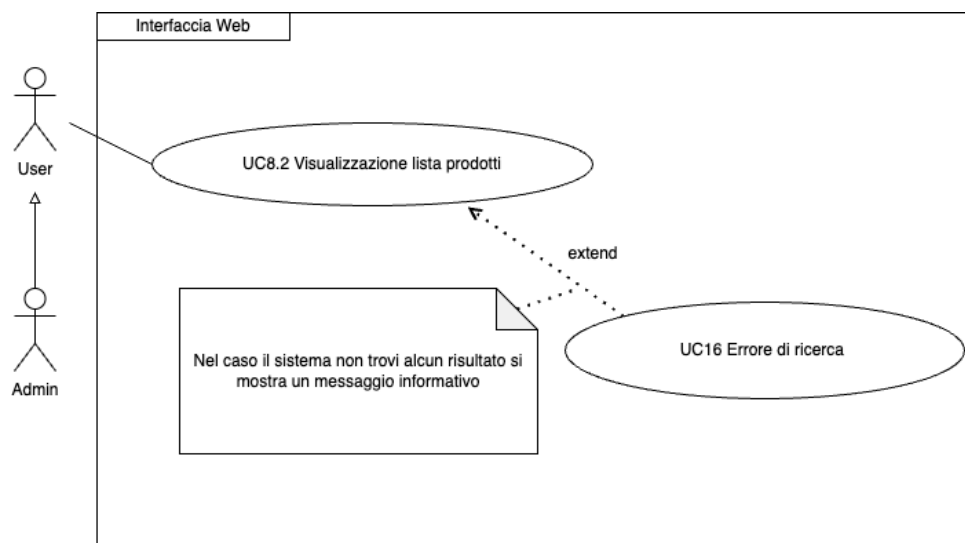 Interfaccia Web
User
UC8.2 Visualizzazione lista prodotti
extend
Nel caso il sistema non trovi alcun risultato si
mostra un messaggio informativo
UC16 Errore di ricerca
Admin